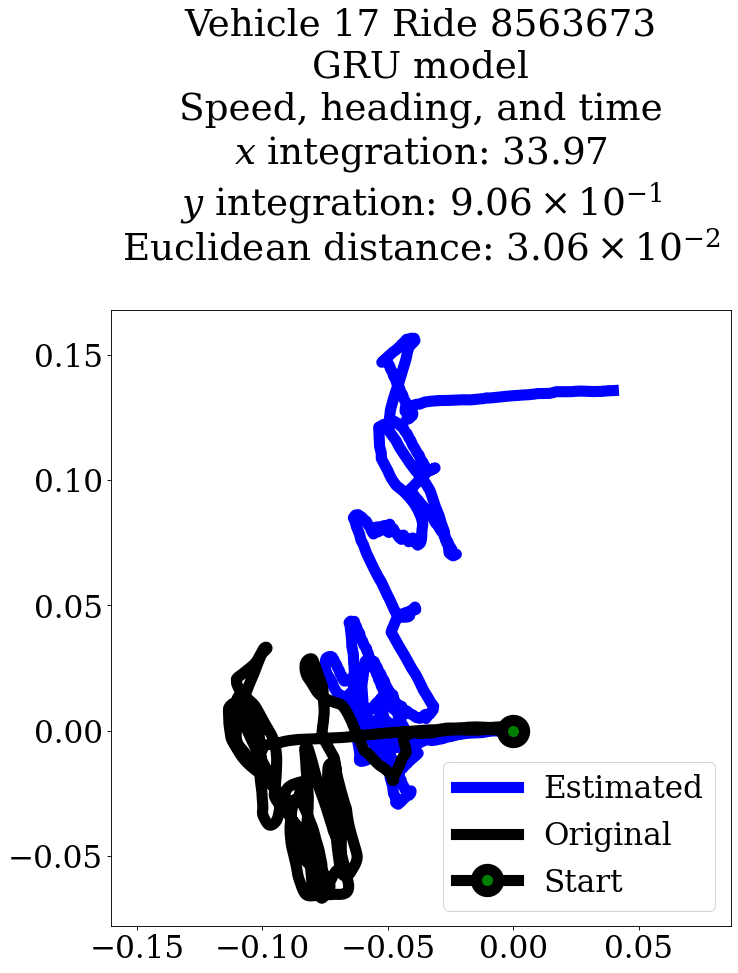 Vehicle 17 Ride 8563673
GRU model
Speed, heading, and time
x integration: 33.97
y integration: 9.06 × 10⁻¹
Euclidean distance: 3.06 × 10⁻²
0.15
0.10
0.05
0.00
−0.05
Estimated
Original
Start
−0.15 −0.10 −0.05 0.00 0.05